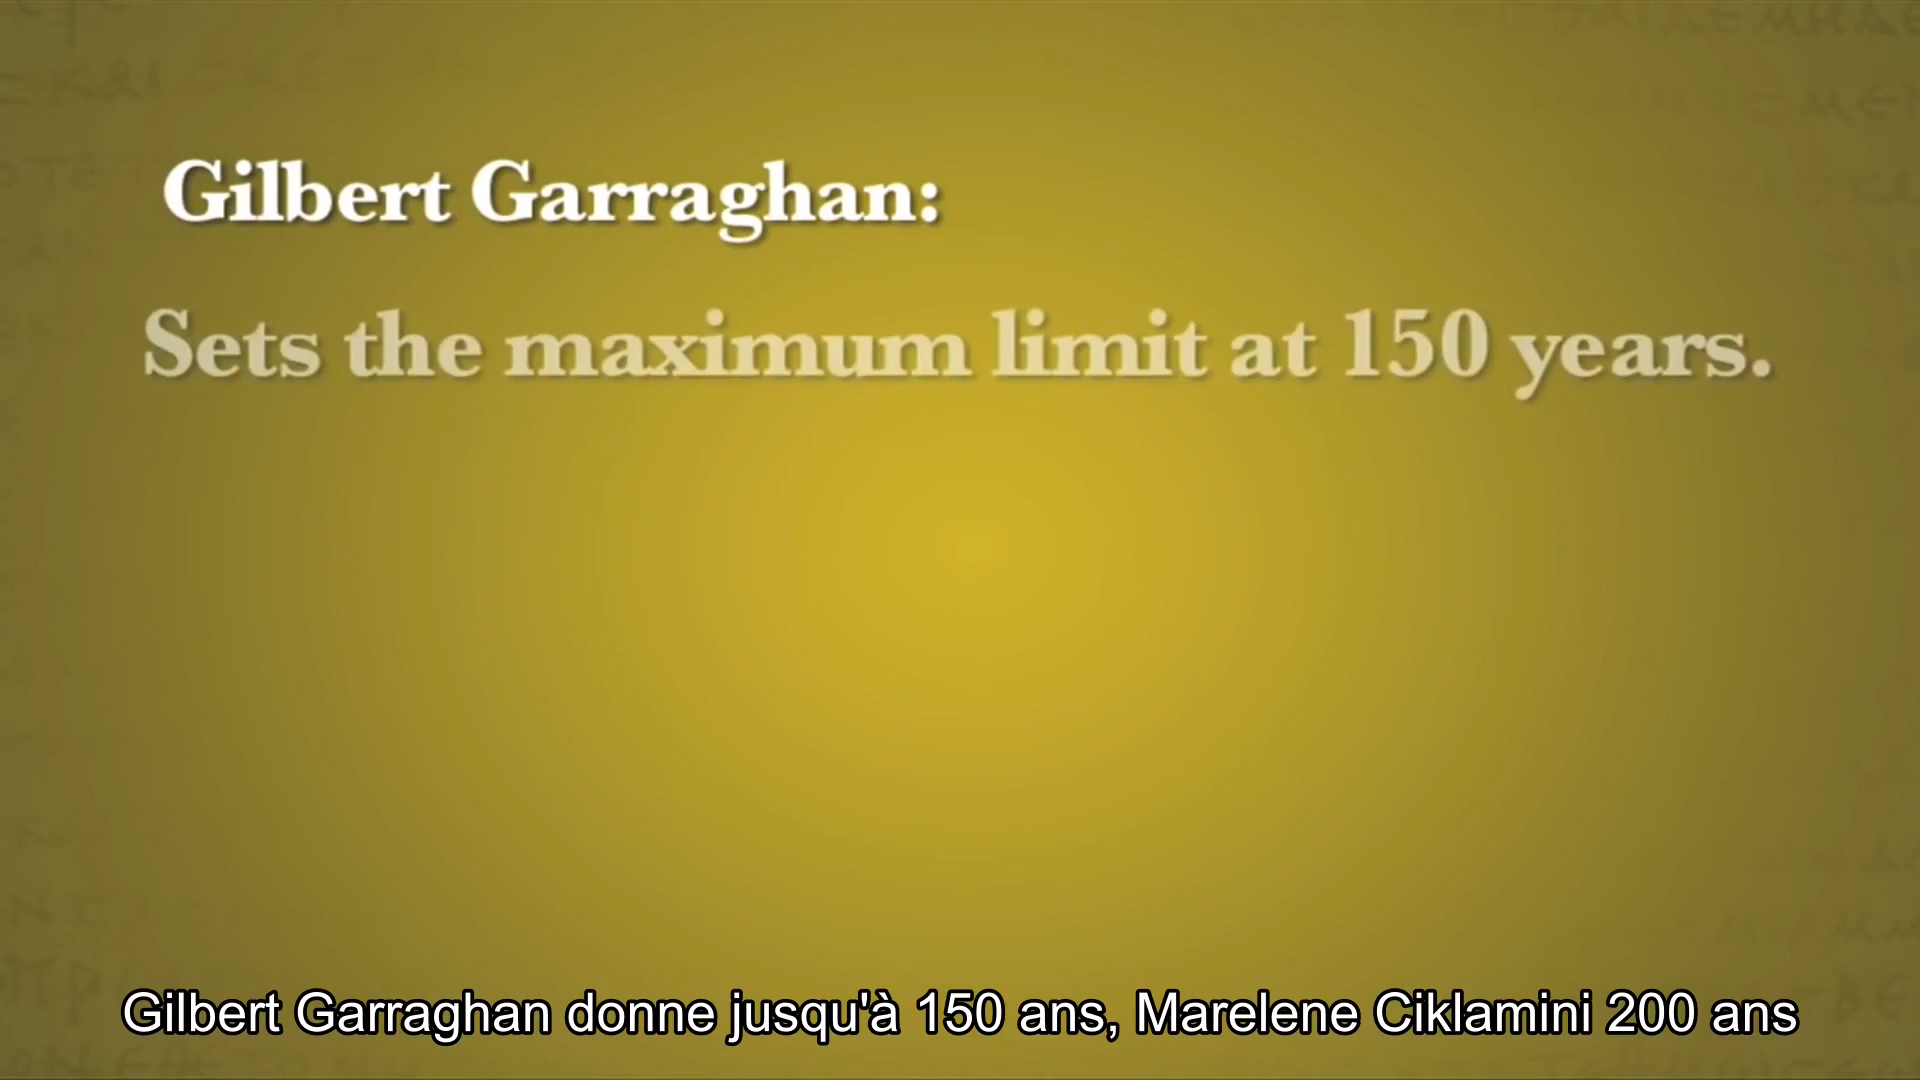 Gilbert Garraghan:
Sets the maximum limit at 150 years.
Gilbert Garraghan donne jusqu'à 150 ans, Marelene Ciklamini 200 ans